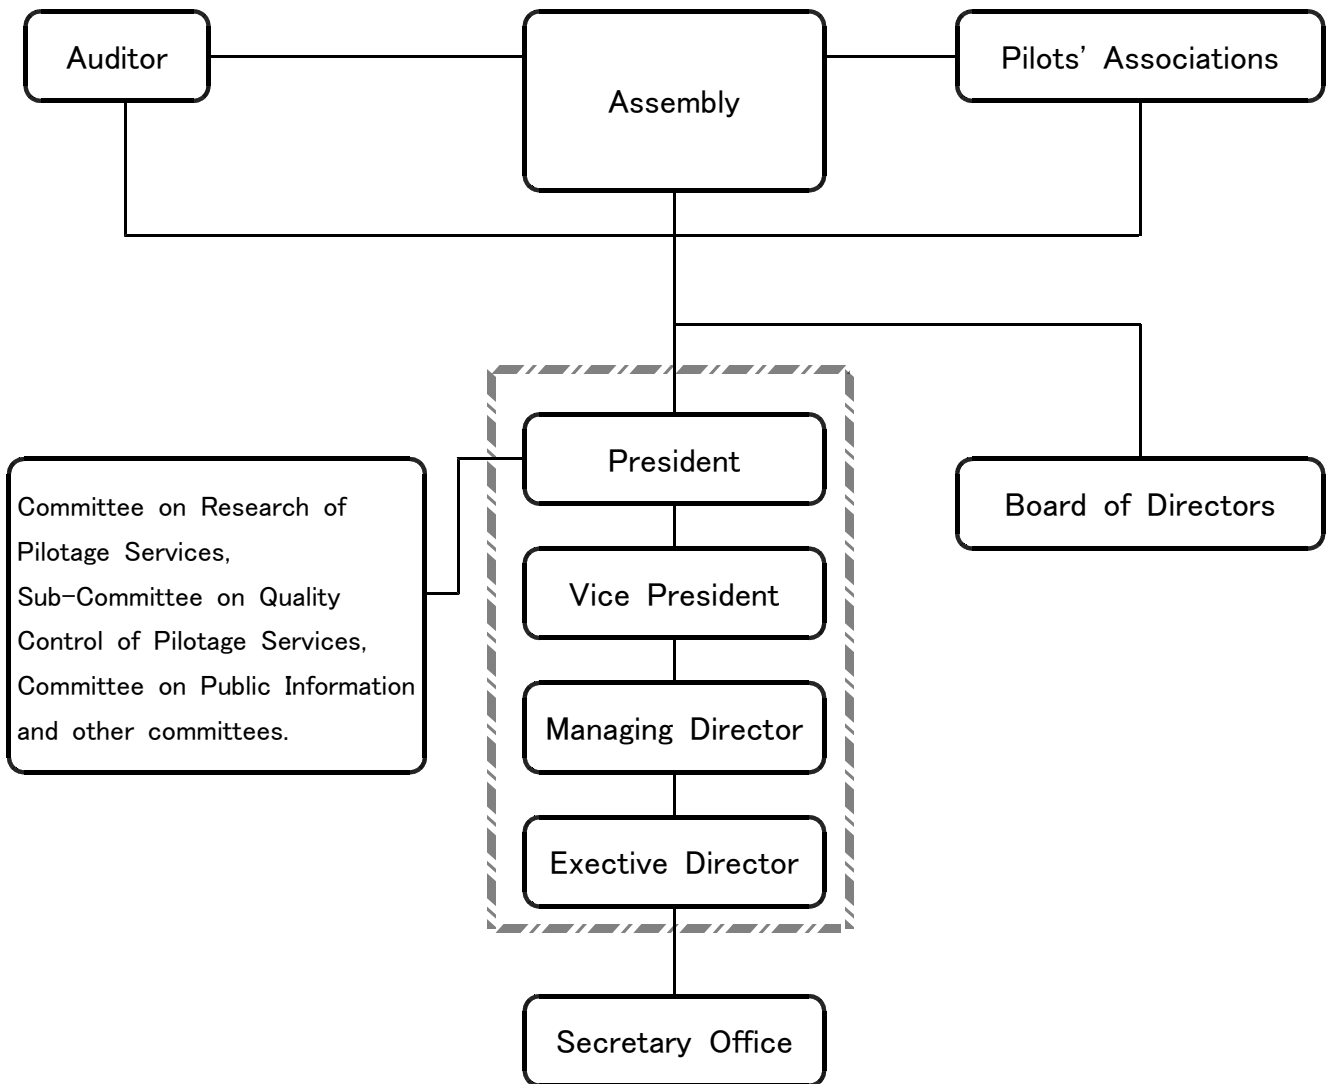 Auditor
Assembly
Pilots’ Associations
President
Board of Directors
Committee on Research of
Pilotage Services,
Sub-Committee on Quality
Control of Pilotage Services,
Committee on Public Information
and other committees.
Vice President
Managing Director
Exective Director
Secretary Office